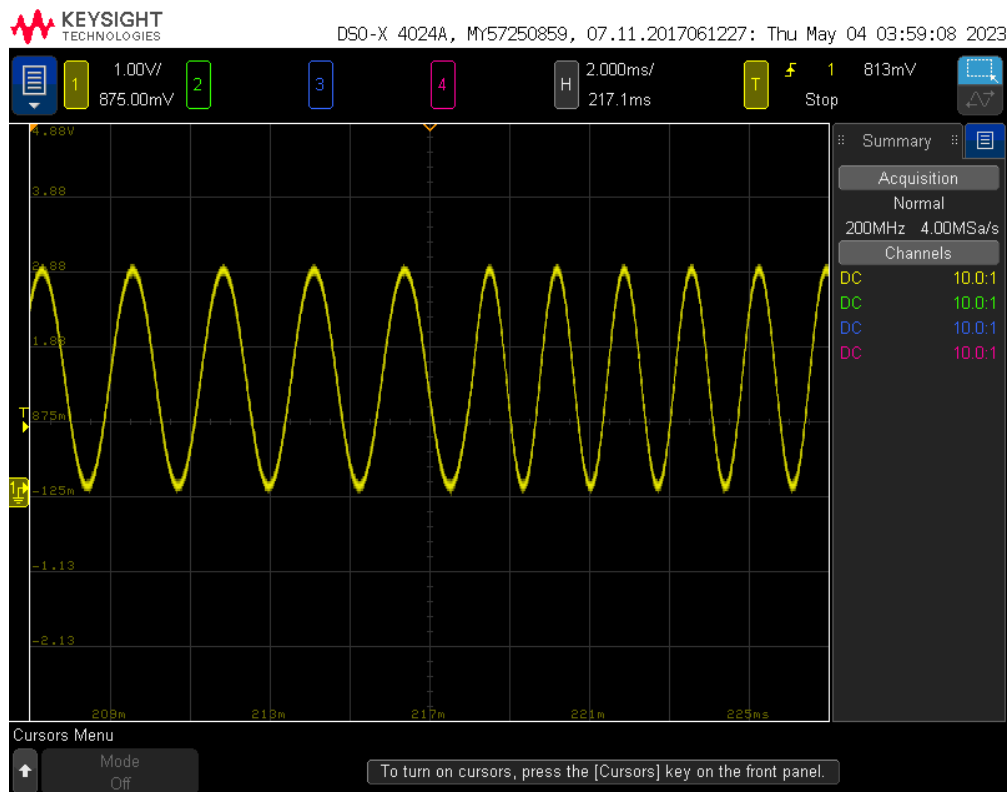 KEYSIGHT
TECHNOLOGIES
DSO-X 4024A, MY57250859, 07.11.2017061227: Thu May 04 03:59:08 2023
1 1.00V/ 2 3 4 H 2.000ms/ T 1 813mV
875.00mV 217.1ms Stop
4.88V
3.88
2.88
1.88
875m
-125m
-1.13
-2.13
T
1
209m 213m 217m 221m 225ms
Summary
Acquisition
Normal
200MHz 4.00MSa/s
Channels
DC 10.0:1
DC 10.0:1
DC 10.0:1
DC 10.0:1
Cursors Menu
Mode
Off
To turn on cursors, press the [Cursors] key on the front panel.